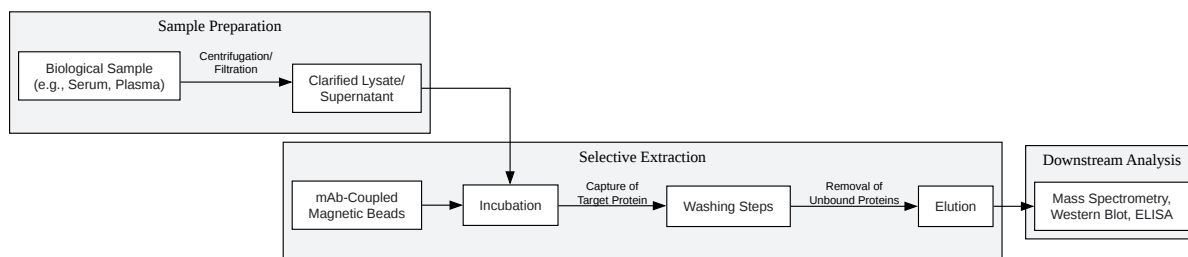 Sample Preparation
Biological Sample
(e.g., Serum, Plasma)
Centrifugation/
Filtration
Clarified Lysate/
Supernatant
Selective Extraction
mAb-Coupled
Magnetic Beads
Incubation
Capture of
Target Protein
Washing Steps
Removal of
Unbound Proteins
Elution
Downstream Analysis
Mass Spectrometry,
Western Blot, ELISA